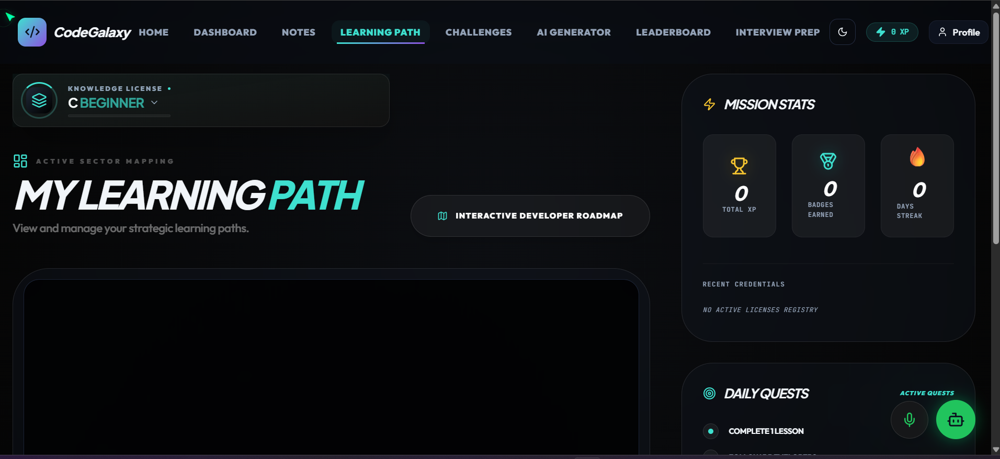 CodeGalaxy
HOME
DASHBOARD
NOTES
LEARNING PATH
CHALLENGES
AI GENERATOR
LEADERBOARD
INTERVIEW PREP
0 XP
Profile
KNOWLEDGE LICENSE
C BEGINNER
ACTIVE SECTOR MAPPING
MY LEARNING PATH
View and manage your strategic learning paths.
INTERACTIVE DEVELOPER ROADMAP
MISSION STATS
0
TOTAL XP
0
BADGES
EARNED
0
DAYS
STREAK
RECENT CREDENTIALS
NO ACTIVE LICENSES REGISTRY
DAILY QUESTS
ACTIVE QUESTS
COMPLETE 1 LESSON